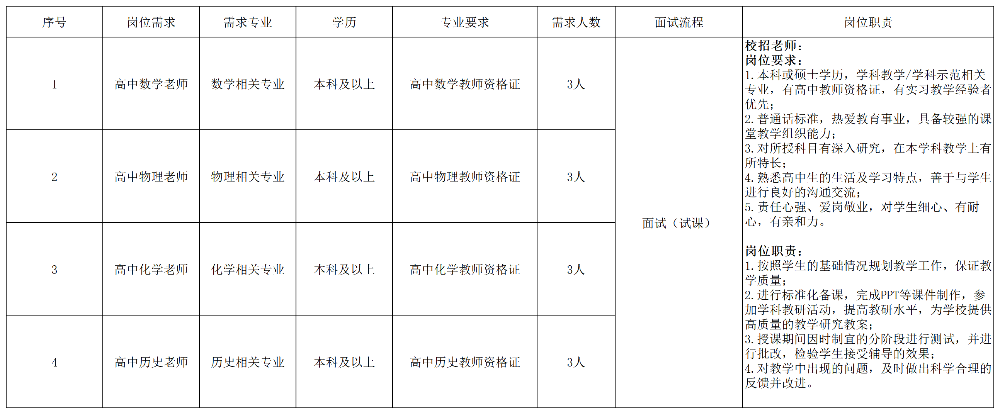 序号 岗位需求 需求专业 学历 专业要求 需求人数 面试流程 岗位职责
1 高中数学老师 数学相关专业 本科及以上 高中数学教师资格证 3人
2 高中物理老师 物理相关专业 本科及以上 高中物理教师资格证 3人
3 高中化学老师 化学相关专业 本科及以上 高中化学教师资格证 3人
4 高中历史老师 历史相关专业 本科及以上 高中历史教师资格证 3人
面试（试课）
校招老师：
岗位要求：
1.本科或硕士学历，学科教学/学科示范相关
专业，有高中教师资格证，有实习教学经验者
优先；
2.普通话标准，热爱教育事业，具备较强的课
堂教学组织能力；
3.对所授科目有深入研究，在本学科教学上有
所特长；
4.熟悉高中生的生活及学习特点，善于与学生
进行良好的沟通交流；
5.责任心强、爱岗敬业，对学生细心、有耐
心，有亲和力。
岗位职责：
1.按照学生的基础情况规划教学工作，保证教
学质量；
2.进行标准化备课，完成PPT等课件制作，参
加学科教研活动，提高教研水平，为学校提供
高质量的教学研究教案；
3.授课期间因时制宜的分阶段进行测试，并进
行批改，检验学生接受辅导的效果；
4.对教学中出现的问题，及时做出科学合理的
反馈并改进。